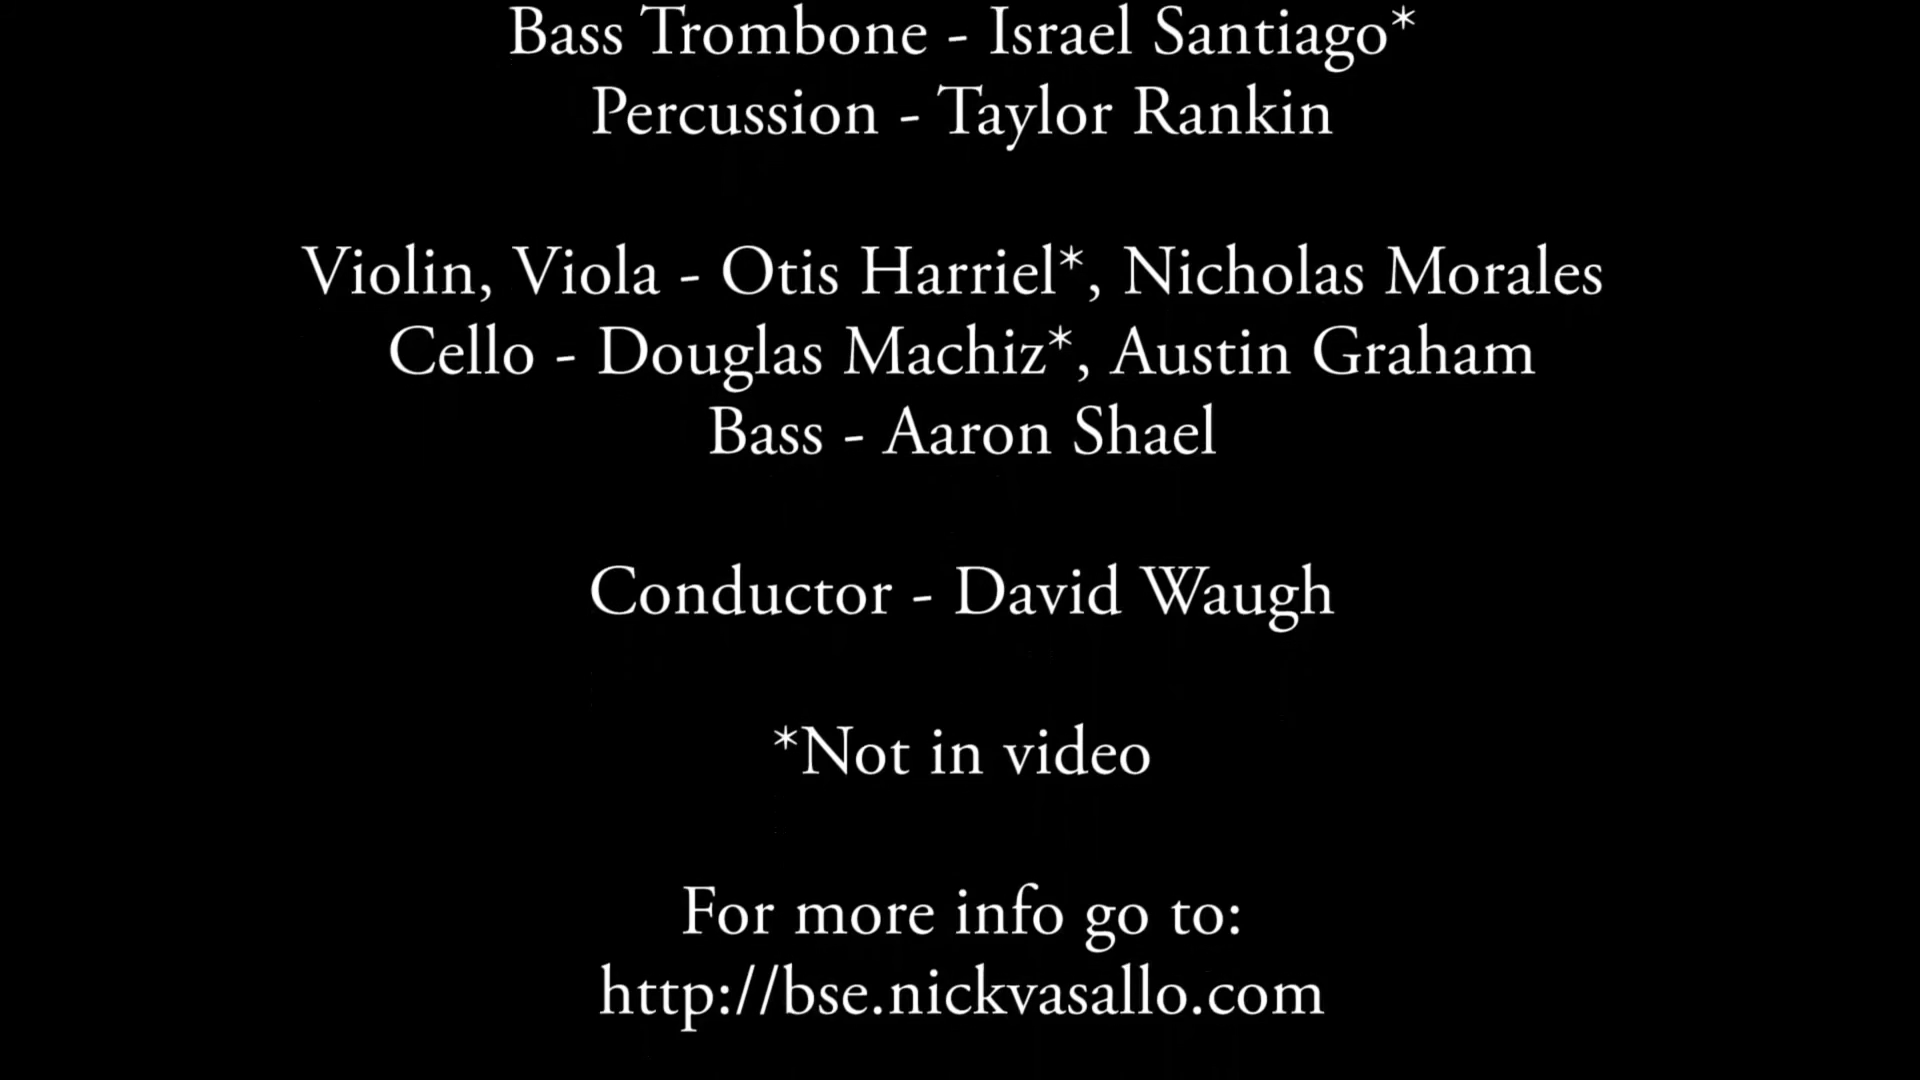 Bass Trombone - Israel Santiago*
Percussion - Taylor Rankin
Violin, Viola - Otis Harriel*, Nicholas Morales
Cello - Douglas Machiz*, Austin Graham
Bass - Aaron Shael
Conductor - David Waugh
*Not in video
For more info go to:
http://bse.nickvasallo.com